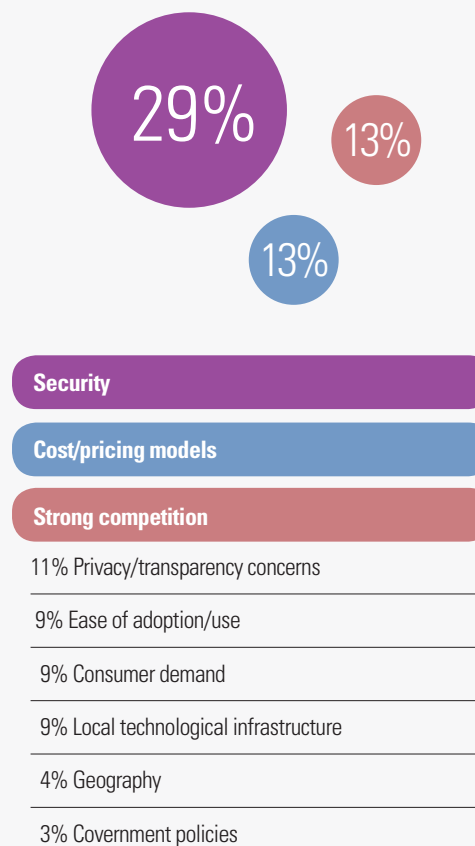 29%
13%
13%
Security
Cost/pricing models
Strong competition
11% Privacy/transparency concerns
9% Ease of adoption/use
9% Consumer demand
9% Local technological infrastructure
4% Geography
3% Covernment policies